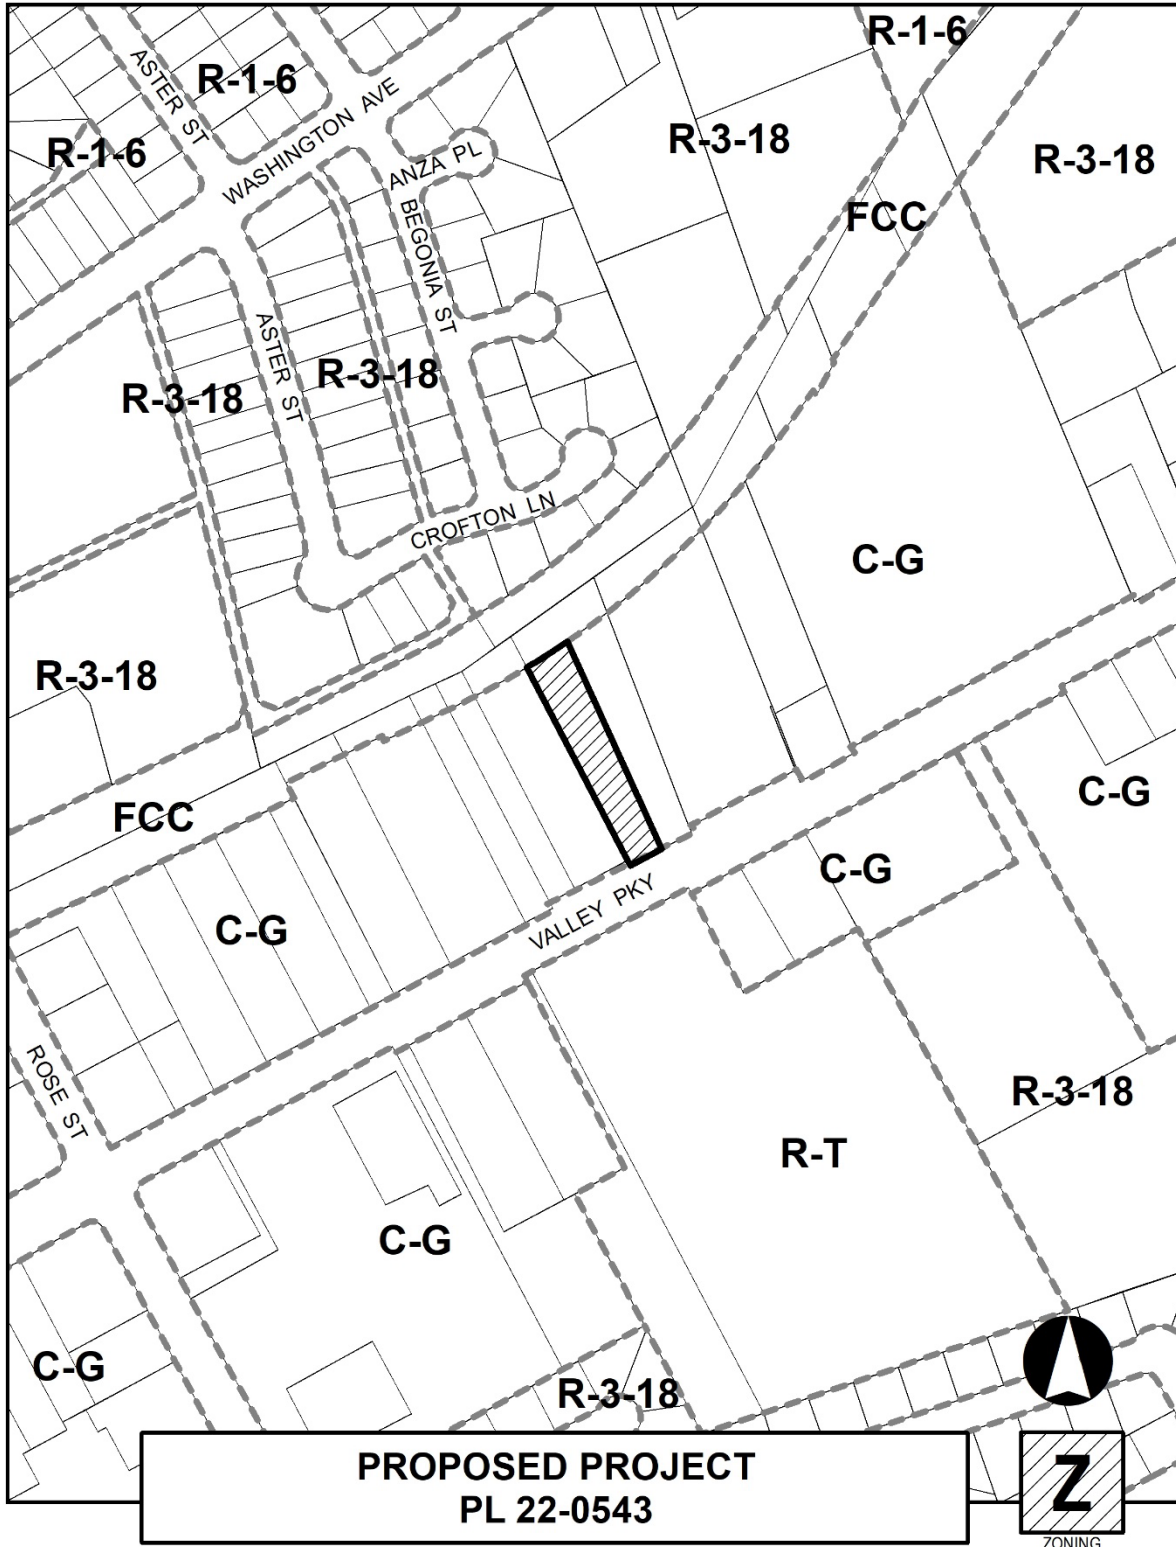 R-1-6
ASTER ST
R-1-6
WASHINGTON AVE
R-1-6
R-3-18
R-3-18
ANZA PL
FCC
BEGONIA ST
ASTER ST
R-3-18
R-3-18
CROFTON LN
C-G
R-3-18
C-G
FCC
C-G
VALLEY PKY
C-G
ROSE ST
R-3-18
R-T
C-G
C-G
R-3-18
PROPOSED PROJECT
PL 22-0543
Z
ZONING